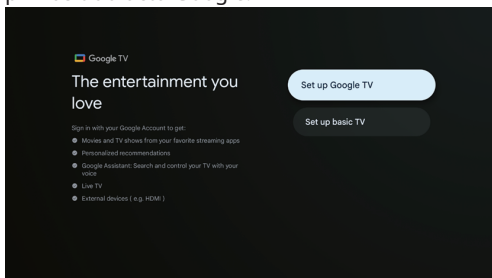 Google TV
The entertainment you
love
Sign in with your Google Account to get:
Movies and TV shows from your favorite streaming apps
Personalized recommendations
Google Assistant: Search and control your TV with your
voice
Live TV
External devices ( e.g. HDMI )
Set up Google TV
Set up basic TV